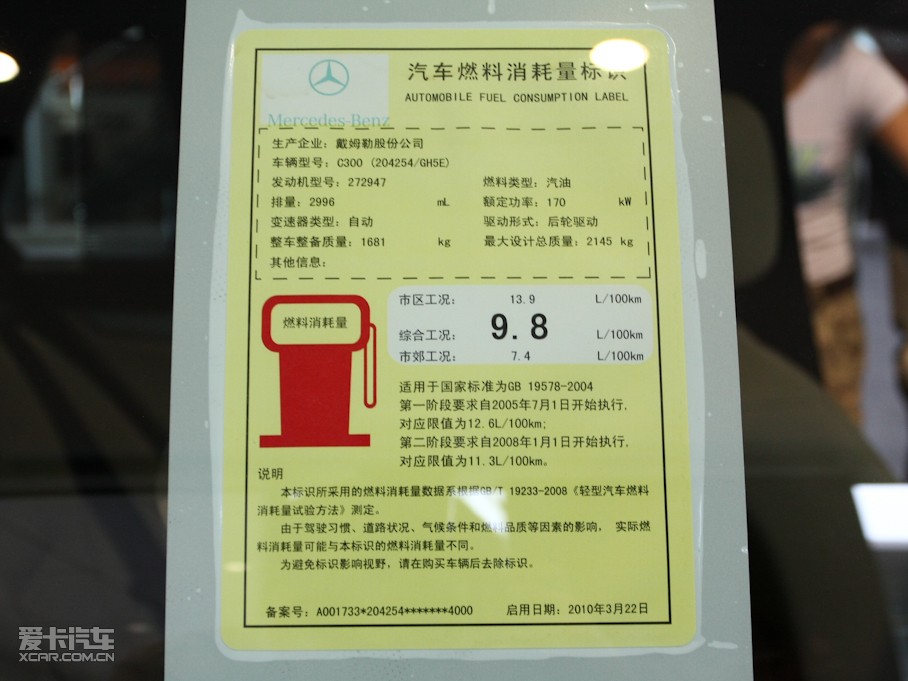 汽车燃料消耗量标识
AUTOMOBILE FUEL CONSUMPTION LABEL
Mercedes-Benz
生产企业：戴姆勒股份公司
车辆型号：C300 (204254/GH5E)
发动机型号：272947 燃料类型：汽油
排量：2996 mL 额定功率：170 kW
变速器类型：自动 驱动形式：后轮驱动
整车整备质量：1681 kg 最大设计总质量：2145 kg
其他信息：
燃料消耗量
市区工况： 13.9 L/100km
综合工况： 9.8 L/100km
市郊工况： 7.4 L/100km
适用于国家标准为GB 19578-2004
第一阶段要求自2005年7月1日开始执行，
对应限值为12.6L/100km；
第二阶段要求自2008年1月1日开始执行，
对应限值为11.3L/100km。
说明
本标识所采用的燃料消耗量数据系根据GB/T 19233-2008《轻型汽车燃料
消耗量试验方法》测定。
由于驾驶习惯、道路状况、气候条件和燃料品质等因素的影响， 实际燃
料消耗量可能与本标识的燃料消耗量不同。
为避免标识影响视野，请在购买车辆后去除标识。
备案号：A001733*204254*******4000 启用日期：2010年3月22日
爱卡汽车
XCAR.COM.CN